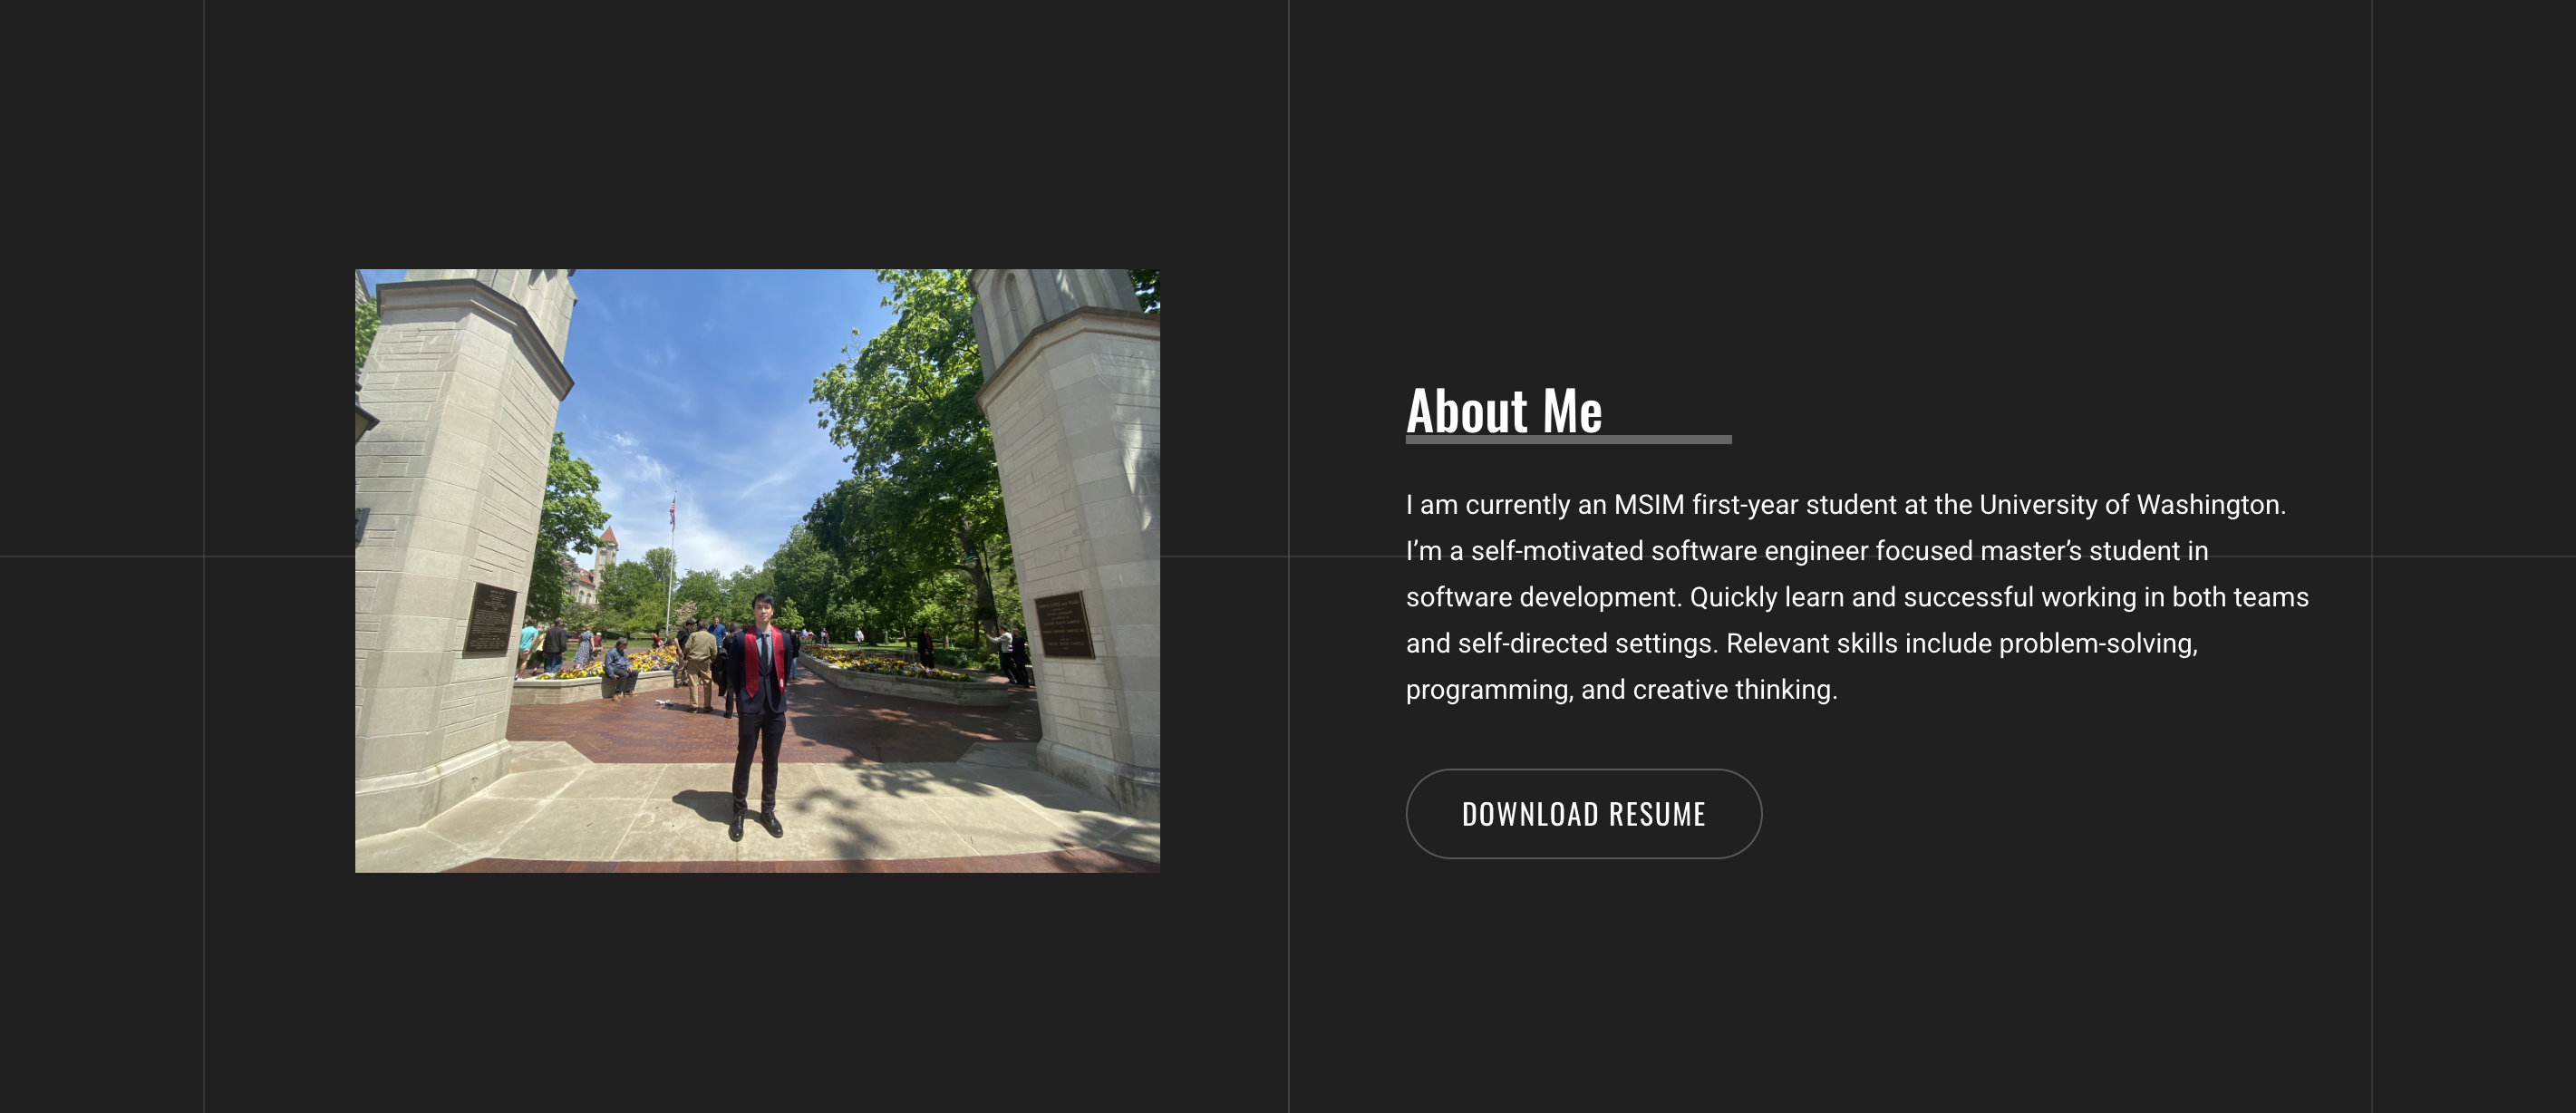 About Me
I am currently an MSIM first-year student at the University of Washington.
I’m a self-motivated software engineer focused master’s student in
software development. Quickly learn and successful working in both teams
and self-directed settings. Relevant skills include problem-solving,
programming, and creative thinking.
DOWNLOAD RESUME